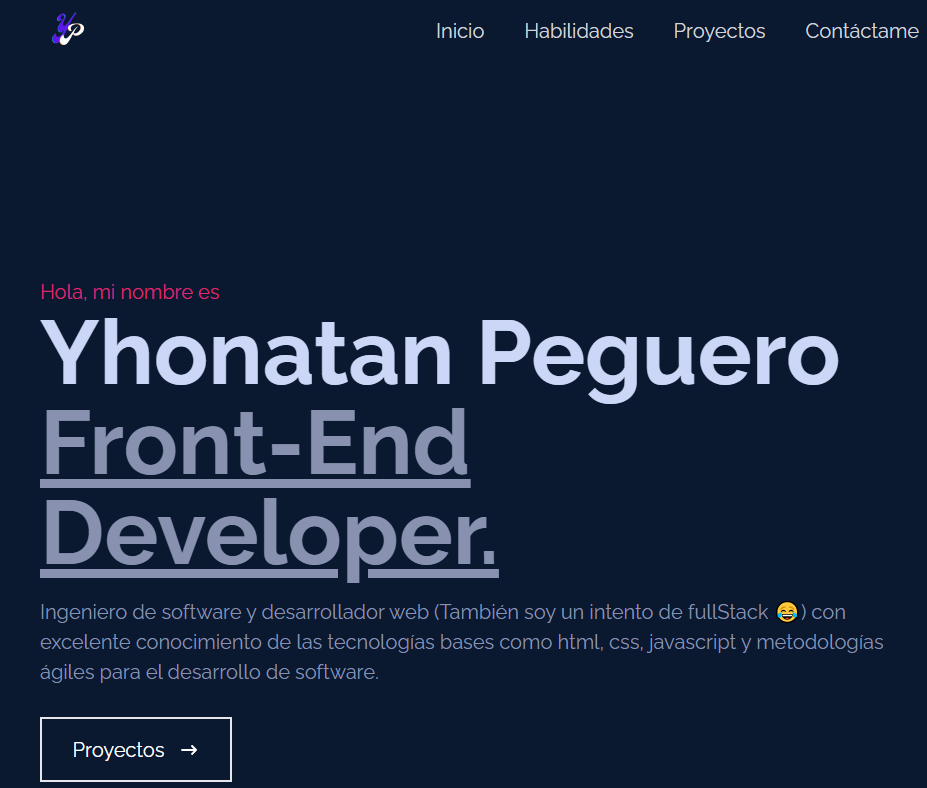 YP
Inicio Habilidades Proyectos Contáctame
Hola, mi nombre es
Yhonatan Peguero
Front-End
Developer.
Ingeniero de software y desarrollador web (También soy un intento de fullStack 😂) con
excelente conocimiento de las tecnologías bases como html, css, javascript y metodologías
ágiles para el desarrollo de software.
Proyectos →